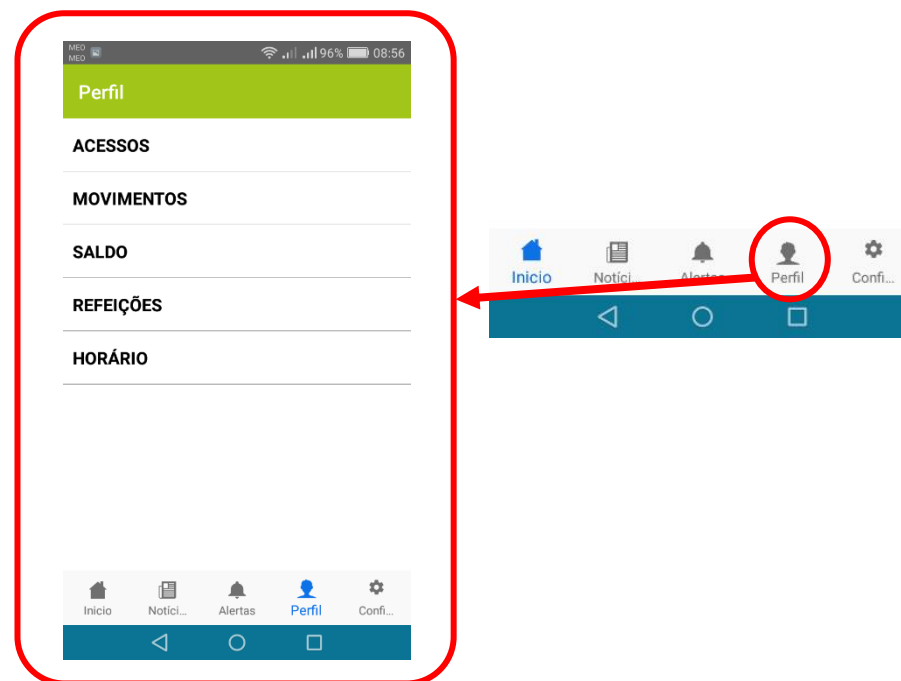 MEO
MEO
96% 08:56
Perfil
ACESSOS
MOVIMENTOS
SALDO
REFEIÇÕES
HORÁRIO
Inicio Notíci... Alertas Perfil Confi...
Inicio Notíci... Alertas Perfil Confi...